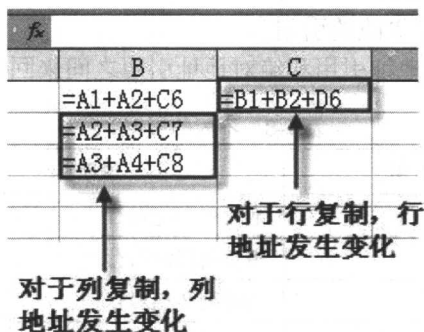 fx
B C
=A1+A2+C6 =B1+B2+D6
=A2+A3+C7
=A3+A4+C8
对于行复制，行
地址发生变化
对于列复制，列
地址发生变化